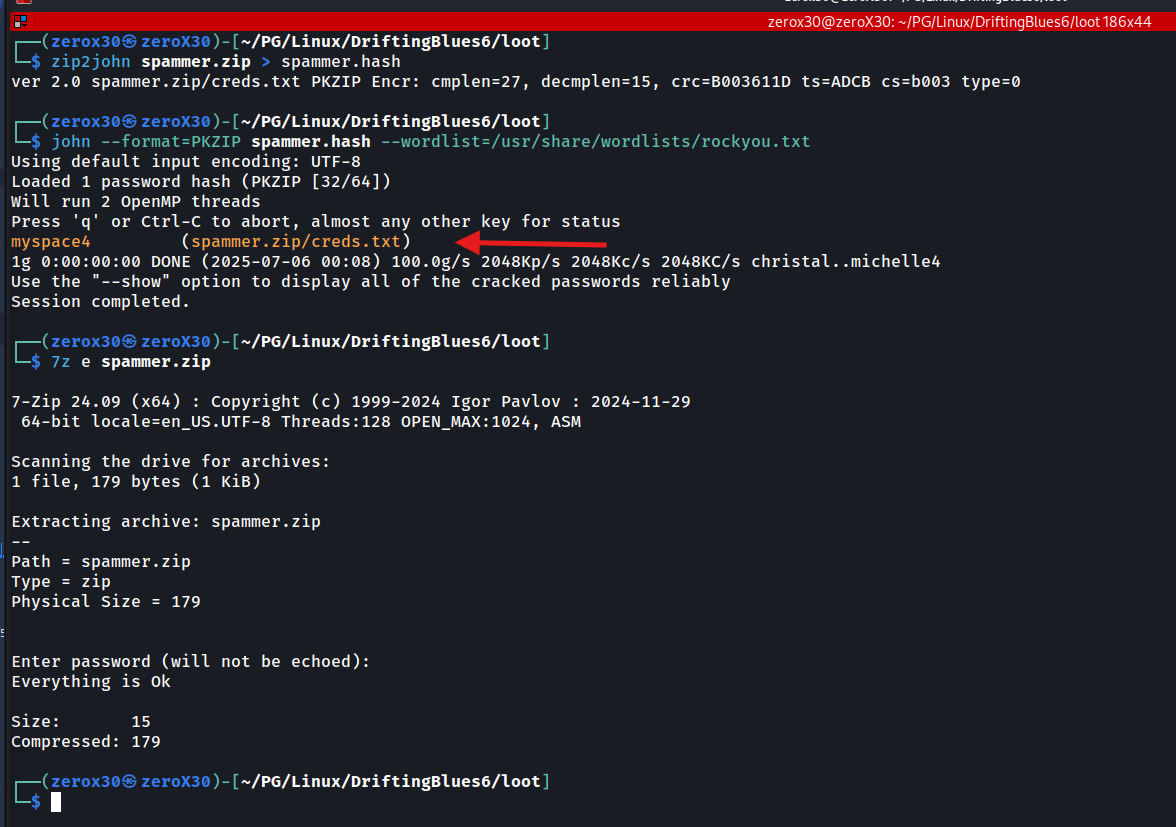 zerox30@zeroX30: ~/PG/Linux/DriftingBlues6/loot
zerox30@zeroX30: ~/PG/Linux/DriftingBlues6/loot 186x44
┌──(zerox30㉿zeroX30)-[~/PG/Linux/DriftingBlues6/loot]
└─$ zip2john spammer.zip > spammer.hash
ver 2.0 spammer.zip/creds.txt PKZIP Encr: cmplen=27, decmplen=15, crc=B003611D ts=ADCB cs=b003 type=0
┌──(zerox30㉿zeroX30)-[~/PG/Linux/DriftingBlues6/loot]
└─$ john --format=PKZIP spammer.hash --wordlist=/usr/share/wordlists/rockyou.txt
Using default input encoding: UTF-8
Loaded 1 password hash (PKZIP [32/64])
Will run 2 OpenMP threads
Press 'q' or Ctrl-C to abort, almost any other key for status
myspace4         (spammer.zip/creds.txt)
1g 0:00:00:00 DONE (2025-07-06 00:08) 100.0g/s 2048Kp/s 2048Kc/s 2048KC/s christal..michelle4
Use the "--show" option to display all of the cracked passwords reliably
Session completed.
┌──(zerox30㉿zeroX30)-[~/PG/Linux/DriftingBlues6/loot]
└─$ 7z e spammer.zip
7-Zip 24.09 (x64) : Copyright (c) 1999-2024 Igor Pavlov : 2024-11-29
 64-bit locale=en_US.UTF-8 Threads:128 OPEN_MAX:1024, ASM
Scanning the drive for archives:
1 file, 179 bytes (1 KiB)
Extracting archive: spammer.zip
--
Path = spammer.zip
Type = zip
Physical Size = 179
Enter password (will not be echoed):
Everything is Ok
Size:       15
Compressed: 179
┌──(zerox30㉿zeroX30)-[~/PG/Linux/DriftingBlues6/loot]
└─$